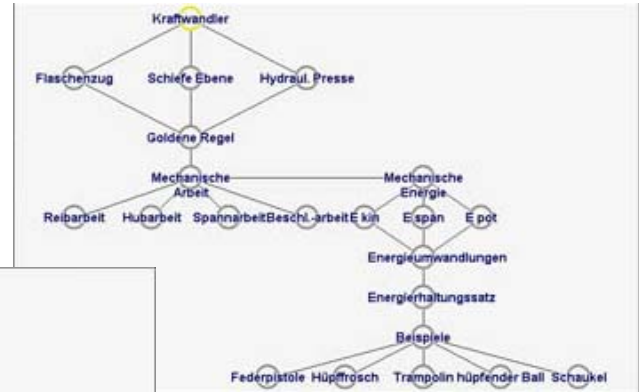 Kraftwandler
Flaschenzug Schiefe Ebene Hydraul. Presse
Goldene Regel
Mechanische Mechanische
Arbeit Energie
Reibarbeit Hubarbeit Spannarbeit Beschl.-arbeit E kin E span E pot
Energieumwandlungen
Energierhaltungssatz
Beispiele
Federpistole Hüpffrosch Trampolin hüpfender Ball Schaukel